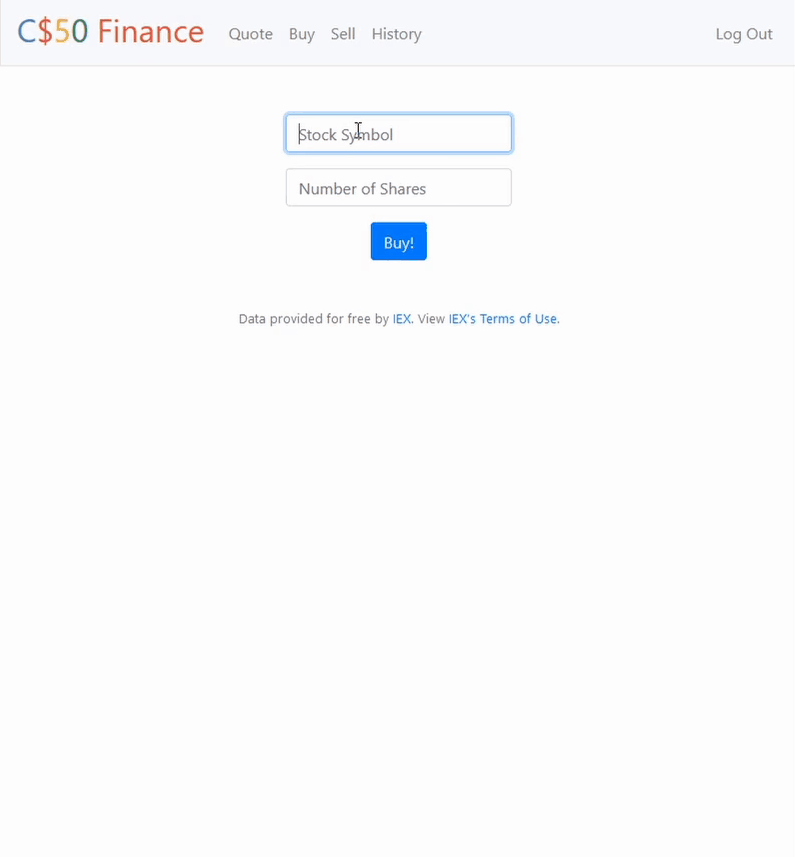 C$50 Finance Quote Buy Sell History Log Out
Stock Symbol
Number of Shares
Buy!
Data provided for free by IEX. View IEX's Terms of Use.